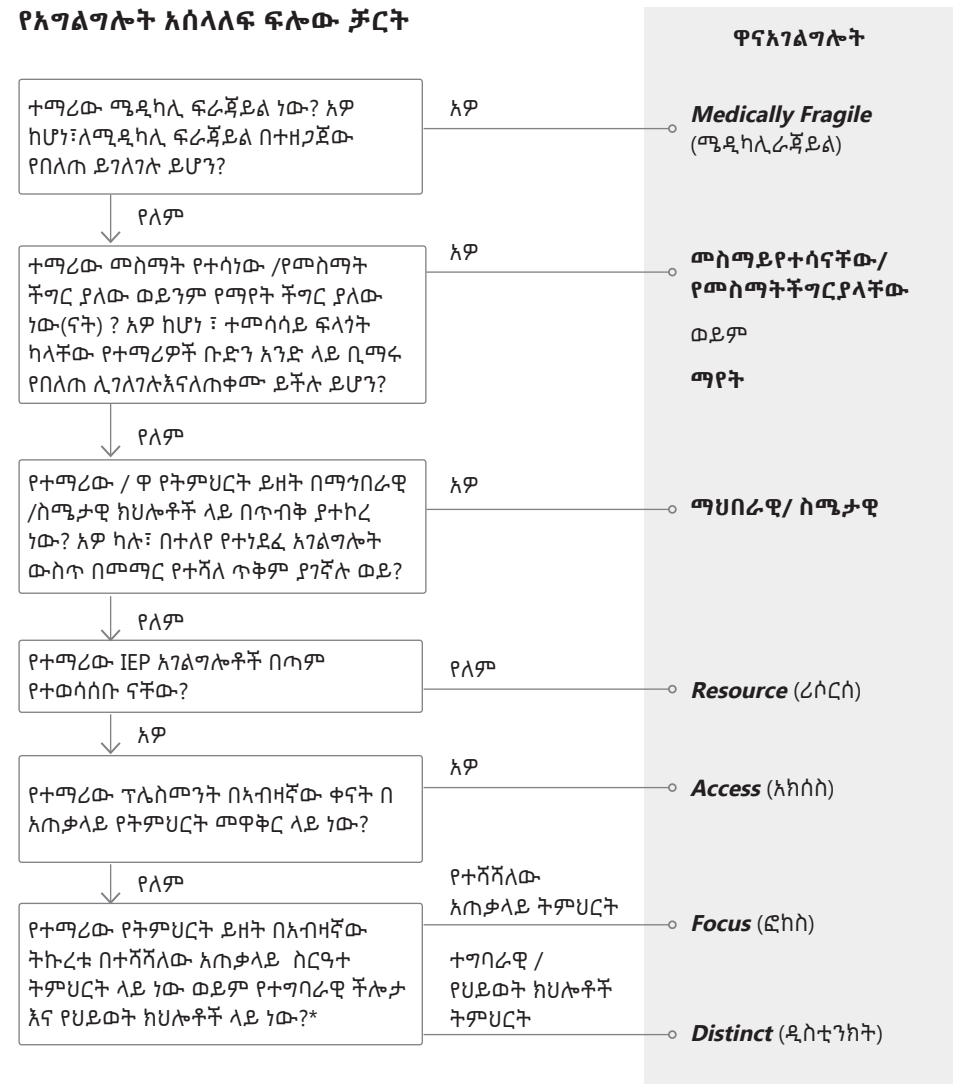 የአግልግሎት አሰላለፍ ፍሎው ቻርት
ዋናአገልግሎት
ተማሪው ሜዲካሊ ፍራጃይል ነው? አዎ
ከሆነ፣ለሚዲካሊ ፍራጃይል በተዘጋጀው
የበለጠ ይገለገሉ ይሆን?
አዎ
Medically Fragile
(ሜዲካሊራጃይል)
የለም
ተማሪው መስማት የተሳነው /የመስማት
ችግር ያለው ወይንም የማየት ችግር ያለው
ነው(ናት) ? አዎ ከሆነ ፣ ተመሳሳይ ፍላጎት
ካላቸው የተማሪዎች ቡድን አንድ ላይ ቢማሩ
የበለጠ ሊገለገሉእናለጠቀሙ ይችሉ ይሆን?
አዎ
መስማይየተሳናቸው/
የመስማትችግርያላቸው
ወይም
ማየት
የለም
የተማሪው / ዋ የትምህርት ይዘት በማኅበራዊ
/ስሜታዊ ክህሎቶች ላይ በጥብቅ ያተኮረ
ነው? አዎ ካሉ፣ በተለየ የተነደፈ አገልግሎት
ውስጥ በመማር የተሻለ ጥቅም ያገኛሉ ወይ?
አዎ
ማህበራዊ/ ስሜታዊ
የለም
የተማሪው IEP አገልግሎቶች በጣም
የተወሳሰቡ ናቸው?
የለም
Resource (ሪሶርሰ)
አዎ
የተማሪው ፕሌስመንት በኣብዛኛው ቀናት በ
አጠቃላይ የትምህርት መዋቅር ላይ ነው?
አዎ
Access (አክሰስ)
የለም
የተማሪው የትምህርት ይዘት በአብዛኛው
ትኩረቱ በተሻሻለው አጠቃላይ ስርዓተ
ትምህርት ላይ ነው ወይም የተግባራዊ ችሎታ
እና የህይወት ክህሎቶች ላይ ነው?*
የተሻሻለው
አጠቃላይ ትምህርት
Focus (ፎከስ)
ተግባራዊ /
የህይወት ክህሎቶች
ትምህርት
Distinct (ዲስቲንክት)